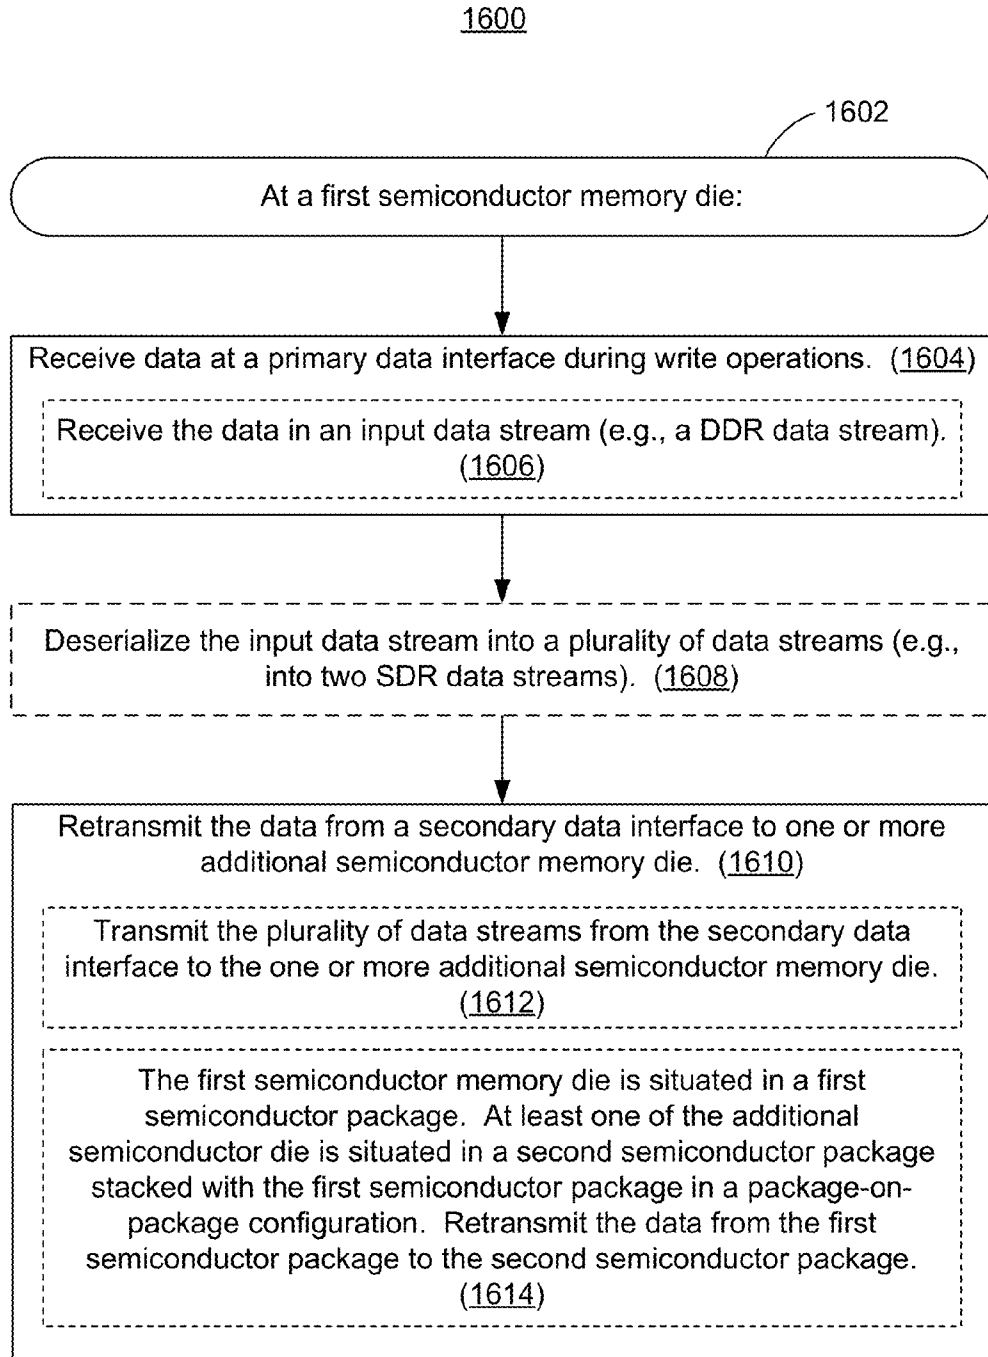 1600
1602
At a first semiconductor memory die:
Receive data at a primary data interface during write operations. (1604)
Receive the data in an input data stream (e.g., a DDR data stream).
(1606)
Deserialize the input data stream into a plurality of data streams (e.g.,
into two SDR data streams). (1608)
Retransmit the data from a secondary data interface to one or more
additional semiconductor memory die. (1610)
Transmit the plurality of data streams from the secondary data
interface to the one or more additional semiconductor memory die.
(1612)
The first semiconductor memory die is situated in a first
semiconductor package. At least one of the additional
semiconductor die is situated in a second semiconductor package
stacked with the first semiconductor package in a package-on-
package configuration. Retransmit the data from the first
semiconductor package to the second semiconductor package.
(1614)